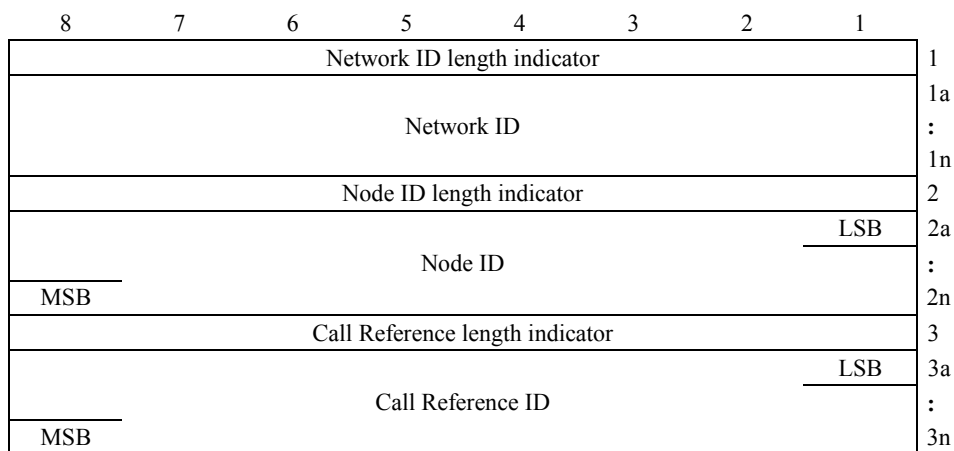 8 7 6 5 4 3 2 1
Network ID length indicator 1
1a
Network ID :
1n
Node ID length indicator 2
LSB 2a
Node ID :
MSB 2n
Call Reference length indicator 3
LSB 3a
Call Reference ID :
MSB 3n